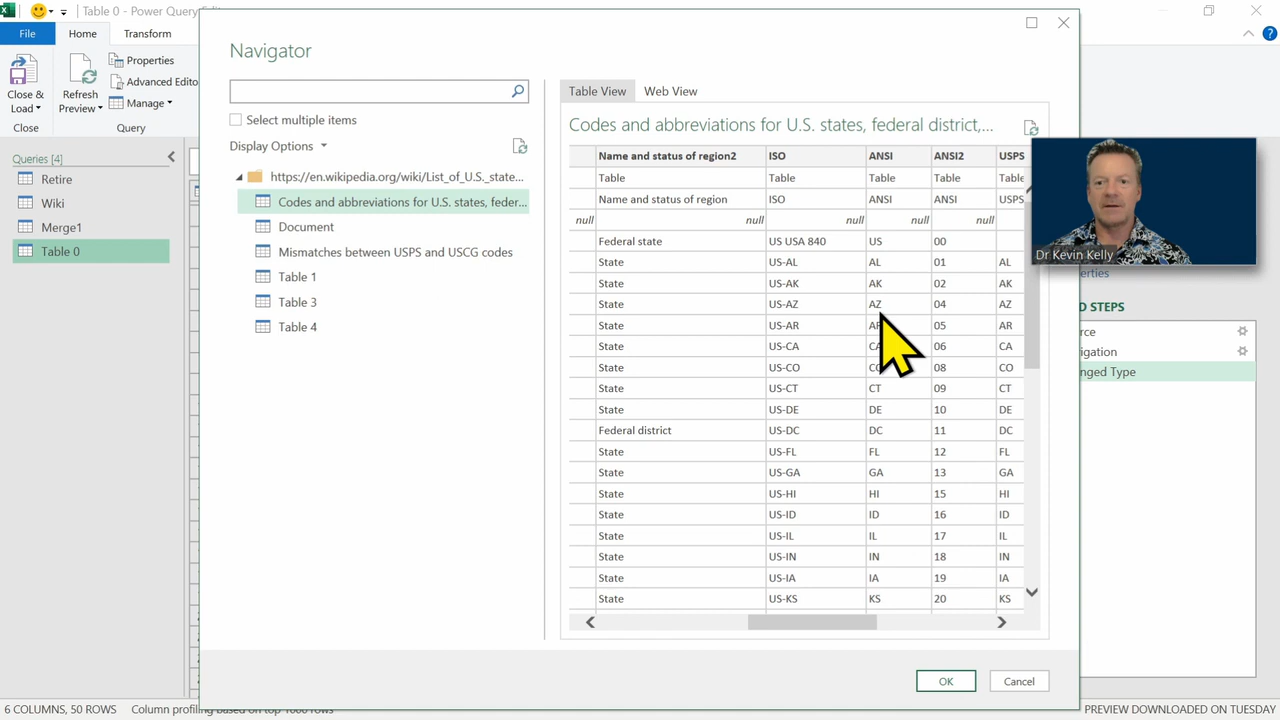 Table 0 - Power Query Edit
File
Home
Transform
Close &
Load
Refresh
Preview
Properties
Advanced Edito
Manage
Close
Query
Queries [4]
Retire
Wiki
Merge1
Table 0
Navigator
Select multiple items
Display Options
https://en.wikipedia.org/wiki/List_of_U.S._state...
Codes and abbreviations for U.S. states, feder...
Document
Mismatches between USPS and USCG codes
Table 1
Table 3
Table 4
Table View
Web View
Codes and abbreviations for U.S. states, federal district,...
Name and status of region2 ISO ANSI ANSI2 USPS
Table Table Table Table Table
Name and status of region ISO ANSI ANSI USPS
null null null null null
Federal state US USA 840 US 00
State US-AL AL 01 AL
State US-AK AK 02 AK
State US-AZ AZ 04 AZ
State US-AR AR 05 AR
State US-CA CA 06 CA
State US-CO CO 08 CO
State US-CT CT 09 CT
State US-DE DE 10 DE
Federal district US-DC DC 11 DC
State US-FL FL 12 FL
State US-GA GA 13 GA
State US-HI HI 15 HI
State US-ID ID 16 ID
State US-IL IL 17 IL
State US-IN IN 18 IN
State US-IA IA 19 IA
State US-KS KS 20 KS
OK
Cancel
Dr Kevin Kelly
operties
D STEPS
rce
igation
nged Type
6 COLUMNS, 50 ROWS
Column profiling based on top 1000 rows
PREVIEW DOWNLOADED ON TUESDAY